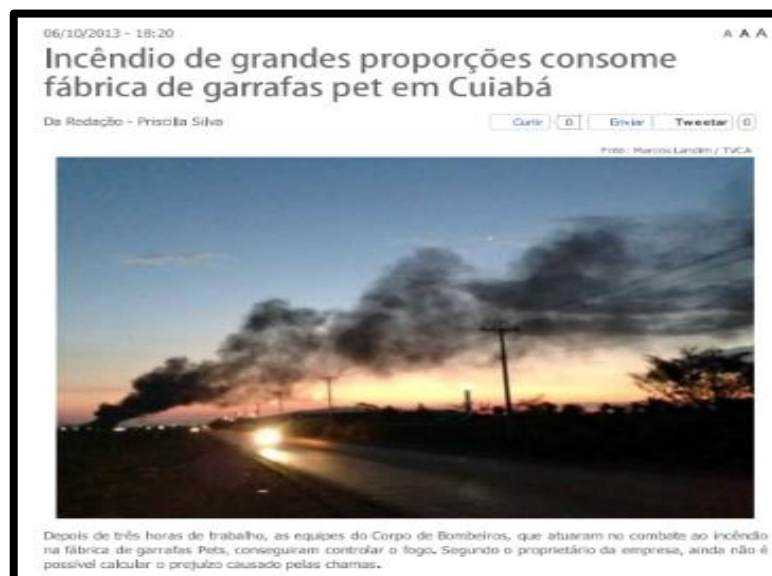 06/10/2013 - 18:20
A A A
Incêndio de grandes proporções consome
fábrica de garrafas pet em Cuiabá
Da Redação - Priscilla Silva
Curtir 0 Enviar Tweetar 0
Foto: Marcos Landim / TVCA
Depois de três horas de trabalho, as equipes do Corpo de Bombeiros, que atuaram no combate ao incêndio
na fábrica de garrafas Pets, conseguiram controlar o fogo. Segundo o proprietário da empresa, ainda não é
possível calcular o prejuízo causado pelas chamas.